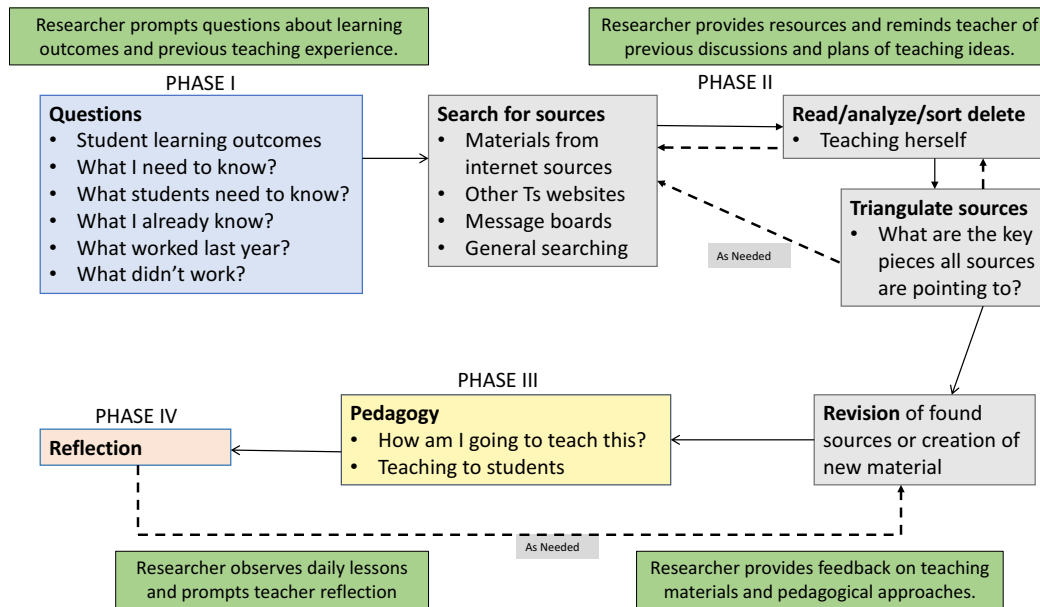 Researcher prompts questions about learning
outcomes and previous teaching experience.
Researcher provides resources and reminds teacher of
previous discussions and plans of teaching ideas.
PHASE I
Questions
• Student learning outcomes
• What I need to know?
• What students need to know?
• What I already know?
• What worked last year?
• What didn't work?
Search for sources
• Materials from
internet sources
• Other Ts websites
• Message boards
• General searching
PHASE II
Read/analyze/sort delete
• Teaching herself
Triangulate sources
• What are the key
pieces all sources
are pointing to?
As Needed
Revision of found
sources or creation of
new material
PHASE III
Pedagogy
• How am I going to teach this?
• Teaching to students
PHASE IV
Reflection
As Needed
Researcher observes daily lessons
and prompts teacher reflection
Researcher provides feedback on teaching
materials and pedagogical approaches.